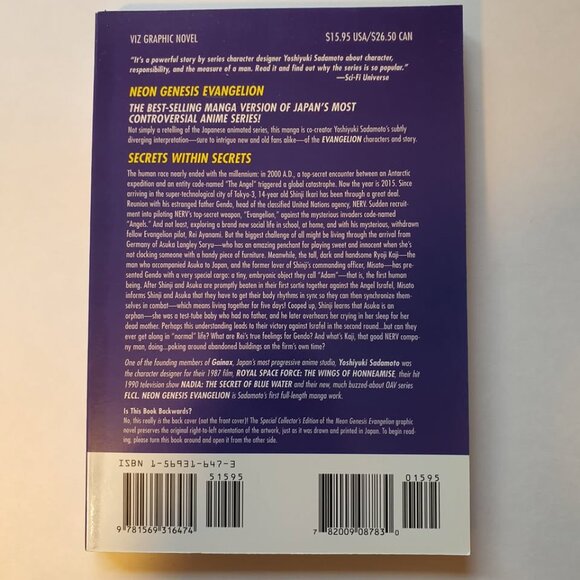 VIZ GRAPHIC NOVEL
$15.95 USA/$26.50 CAN
"It's a powerful story by series character designer Yoshiyuki Sadamoto about character,
responsibility, and the measure of a man. Read it and find out why the series is so popular."
—Sci-Fi Universe
NEON GENESIS EVANGELION
THE BEST-SELLING MANGA VERSION OF JAPAN'S MOST
CONTROVERSIAL ANIME SERIES!
Not simply a retelling of the Japanese animated series, this manga is co-creator Yoshiyuki Sadamoto's subtly
diverging interpretation—sure to intrigue new and old fans alike—of the EVANGELION characters and story.
SECRETS WITHIN SECRETS
The human race nearly ended with the millennium: in 2000 A.D., a top-secret encounter between an Antarctic
expedition and an entity code-named "The Angel" triggered a global catastrophe. Now the year is 2015. Since
arriving in the super-technological city of Tokyo-3, 14 year old Shinji Ikari has been through a great deal.
Reunion with his estranged father Gendo, head of the classified United Nations agency, NERV. Sudden recruit-
ment into piloting NERV's top-secret weapon, "Evangelion," against the mysterious invaders code-named
"Angels." And not least, exploring a brand new social life in school, at home, and with his mysterious, withdrawn
fellow Evangelion pilot, Rei Ayanami. But the biggest challenge of all might be living through the arrival from
Germany of Asuka Langley Soryu—who has an amazing penchant for playing sweet and innocent when she's
not clocking someone with a handy piece of furniture. Meanwhile, the tall, dark and handsome Ryoji Kaji—the
man who accompanied Asuka to Japan, and the former lover of Shinji's commanding officer, Misato—has pre-
sented Gendo with a very special cargo: a tiny, embryonic object they call "Adam"—that is, the first human
being. After Shinji and Asuka are promptly beaten in their first sortie together against the Angel Israfel, Misato
informs Shinji and Asuka that they have to get their body rhythms in sync so they can then synchronize them-
selves in combat—which means living together for five days! Cooped up, Shinji learns that Asuka is an
orphan—she was a test-tube baby who had no father, and he later overhears her crying in her sleep for her
dead mother. Perhaps this understanding leads to their victory against Israfel in the second round...but can they
ever get along in "normal" life? What are Rei's true feelings for Gendo? And what's Kaji, that good NERV compa-
ny man, doing...poking around abandoned buildings on the firm's own time?
One of the founding members of Gainax, Japan's most progressive anime studio, Yoshiyuki Sadamoto was
the character designer for their 1987 film, ROYAL SPACE FORCE: THE WINGS OF HONNEAMISE, their hit
1990 television show NADIA: THE SECRET OF BLUE WATER and their new, much buzzed-about OAV series
FLCL. NEON GENESIS EVANGELION is Sadamoto's first full-length manga work.
Is This Book Backwards?
No, this really is the back cover (not the front cover)! The Special Collector's Edition of the Neon Genesis Evangelion graphic
novel preserves the original right-to-left orientation of the artwork, just as it was drawn and printed in Japan. To begin read-
ing, please turn this book around and open it from the other side.
ISBN 1-56931-647-3
51595
9 781569 316474
01595
7 82009 08783 0